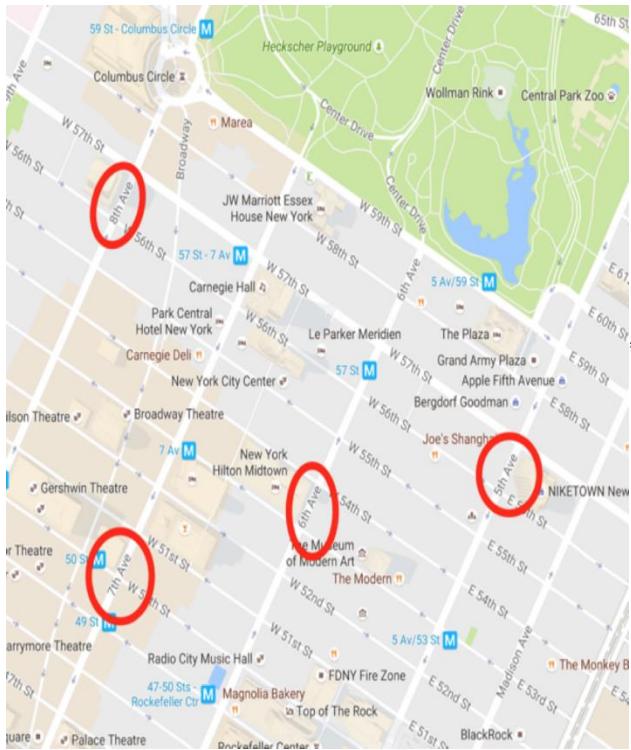 59 St - Columbus Circle M
Heckscher Playground
65th St
9th Ave
Columbus Circle
Center Drive
Wollman Rink
Central Park Zoo
Broadway
Marea
W 57th St
W 56th St
Center Drive
8th Ave
JW Marriott Essex
House New York
Center Drive
W 59th St
W 56th St
W 58th St
57 St - 7 Av M
W 57th St
6th Ave
5 Av/59 St M
Carnegie Hall
E 60th St
Park Central
Hotel New York
W 56th St
Le Parker Meridien
The Plaza
Carnegie Deli
57 St M
W 57th St
Grand Army Plaza
E 59th St
New York City Center
Apple Fifth Avenue
W 56th St
Bergdorf Goodman
E 58th St
Broadway Theatre
Joe's
7 Av M
New York
Hilton Midtown
W 55th St
5th Ave
Gershwin Theatre
6th Ave
W 54th St
NIKETOWN New
E 55th St
50 St M
W 51st St
The Museum
of Modern Art
7th Ave
The Modern
E 54th St
W 52nd St
49 St M
W 51st St
5 Av/53 St M
Madison Ave
Radio City Music Hall
FDNY Fire Zone
The Monkey B
E 53rd St
47-50 Sts -
Rockefeller Ctr M
Magnolia Bakery
E 52nd St
Top of The Rock
E 51st St
Palace Theatre
Rockefeller Center
BlackRock